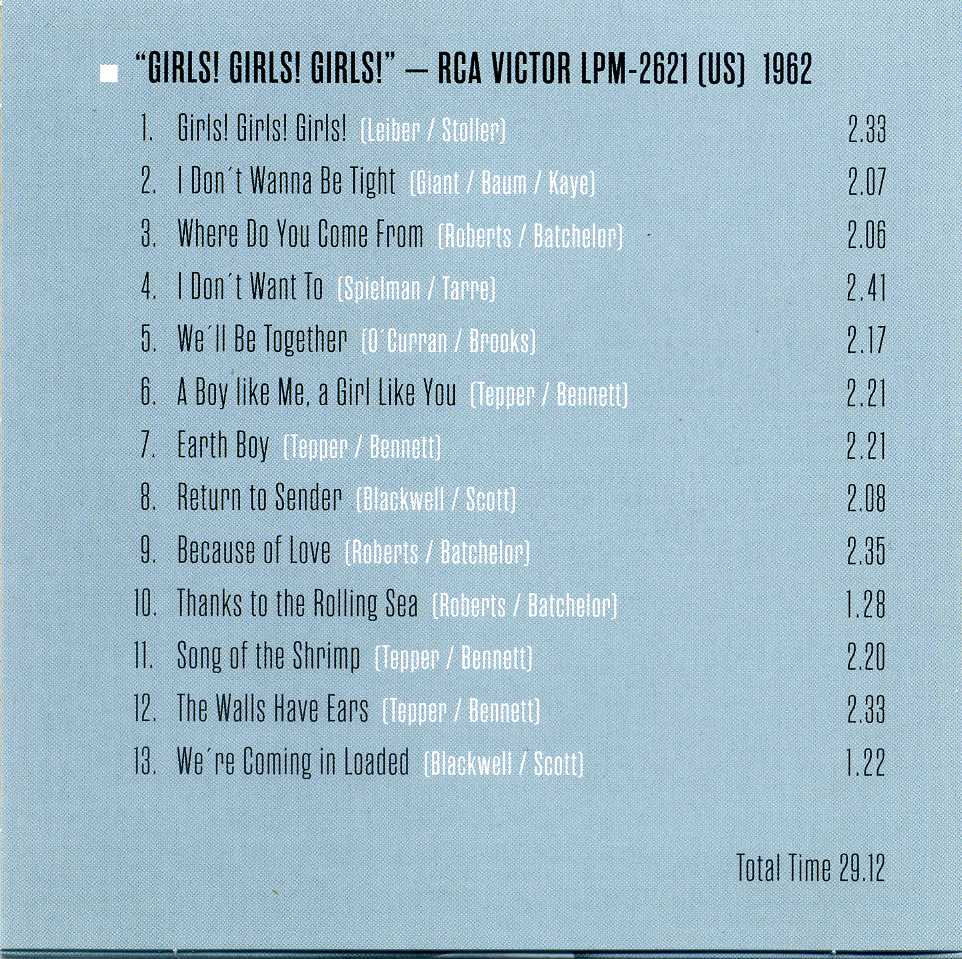 “GIRLS! GIRLS! GIRLS!” – RCA VICTOR LPM-2621 (US) 1962
1. Girls! Girls! Girls! (Leiber / Stoller) 2.33
2. I Don´t Wanna Be Tight (Giant / Baum / Kaye) 2.07
3. Where Do You Come From (Roberts / Batchelor) 2.06
4. I Don´t Want To (Spielman / Tarre) 2.41
5. We´ll Be Together (O´Curran / Brooks) 2.17
6. A Boy like Me, a Girl Like You (Tepper / Bennett) 2.21
7. Earth Boy (Tepper / Bennett) 2.21
8. Return to Sender (Blackwell / Scott) 2.08
9. Because of Love (Roberts / Batchelor) 2.35
10. Thanks to the Rolling Sea (Roberts / Batchelor) 1.28
11. Song of the Shrimp (Tepper / Bennett) 2.20
12. The Walls Have Ears (Tepper / Bennett) 2.33
13. We´re Coming in Loaded (Blackwell / Scott) 1.22
Total Time 29.12